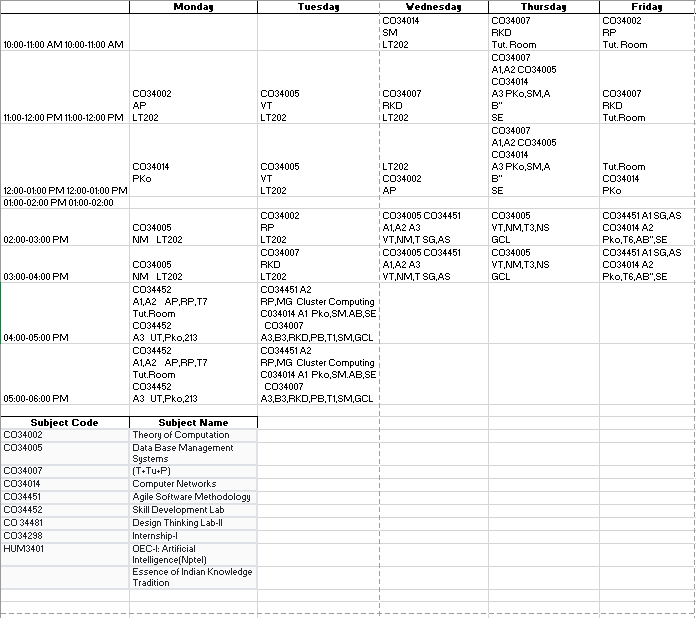 Monday Tuesday Wednesday Thursday Friday
10:00-11:00 AM 10:00-11:00 AM
CO34014
SM
LT202
CO34007
RKD
Tut. Room
CO34002
RP
Tut. Room
11:00-12:00 PM 11:00-12:00 PM
CO34002
AP
LT202
CO34005
VT
LT202
CO34007
RKD
LT202
CO34007
A1,A2 CO34005
CO34014
A3 PKo,SM,A
B"
SE
CO34007
RKD
Tut.Room
12:00-01:00 PM 12:00-01:00 PM
CO34014
PKo
CO34005
VT
LT202
LT202
CO34002
AP
CO34007
A1,A2 CO34005
CO34014
A3 PKo,SM,A
B"
SE
Tut.Room
CO34014
PKo
01:00-02:00 PM 01:00-02:00
02:00-03:00 PM
CO34005
NM LT202
CO34002
RP
LT202
CO34005 CO34451
A1,A2 A3
VT,NM,T SG,AS
CO34005
VT,NM,T3,NS
GCL
CO34451 A1 SG,AS
CO34014 A2
Pko,T6,AB",SE
03:00-04:00 PM
CO34005
NM LT202
CO34007
RKD
LT202
CO34005 CO34451
A1,A2 A3
VT,NM,T SG,AS
CO34005
VT,NM,T3,NS
GCL
CO34451 A1 SG,AS
CO34014 A2
Pko,T6,AB",SE
04:00-05:00 PM
CO34452
A1,A2 AP,RP,T7
Tut.Room
CO34452
A3 UT,Pko,213
CO34451 A2
RP,MG Cluster Computing
C034014 A1 Pko,SM.AB,SE
CO34007
A3,B3,RKD,PB,T1,SM,GCL
05:00-06:00 PM
CO34452
A1,A2 AP,RP,T7
Tut.Room
CO34452
A3 UT,Pko,213
CO34451 A2
RP,MG Cluster Computing
C034014 A1 Pko,SM.AB,SE
CO34007
A3,B3,RKD,PB,T1,SM,GCL
Subject Code Subject Name
CO34002 Theory of Computation
CO34005 Data Base Management
Systems
CO34007 (T+Tu+P)
CO34014 Computer Networks
CO34451 Agile Software Methodology
CO34452 Skill Development Lab
CO 34481 Design Thinking Lab-II
CO34298 Internship-I
HUM3401 OEC-I: Artificial
Intelligence(Nptel)
Essence of Indian Knowledge
Tradition